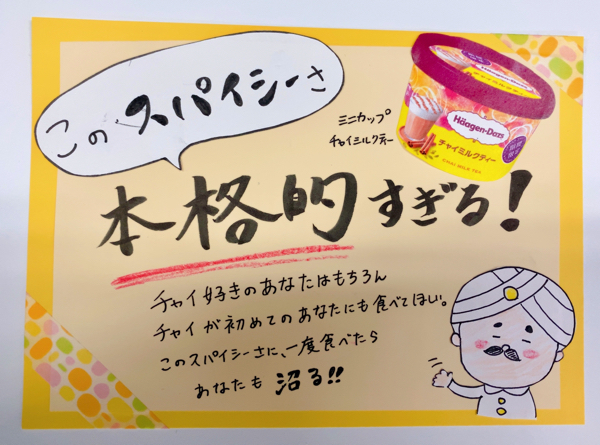 このスパイシーさ
ミニカップ
チャイミルクティー
Häagen-Dazs
チャイミルクティー
CHAI MILK TEA
本格的すぎる!
チャイ好きのあなたはもちろん
チャイが初めてのあなたにも食べてほしい。
このスパイシーさに、一度食べたら
あなたも沼る!!